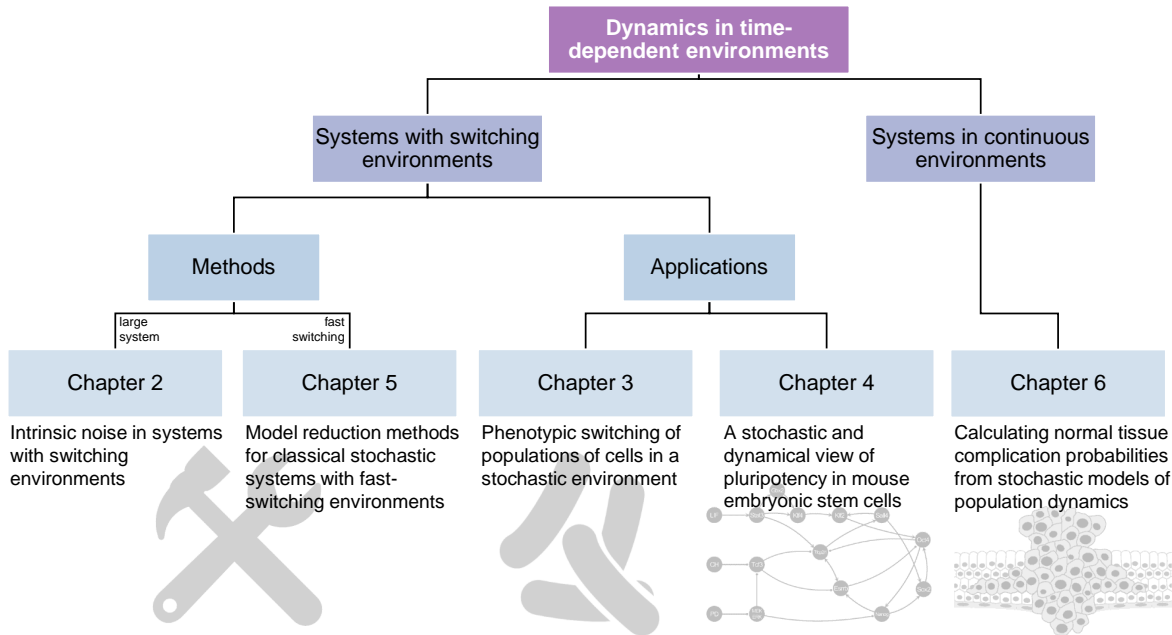 Dynamics in time-
dependent environments
Systems with switching
environments
Systems in continuous
environments
Methods
Applications
large
system
fast
switching
Chapter 2
Chapter 5
Chapter 3
Chapter 4
Chapter 6
Intrinsic noise in systems
with switching
environments
Model reduction methods
for classical stochastic
systems with fast-
switching environments
Phenotypic switching of
populations of cells in a
stochastic environment
A stochastic and
dynamical view of
pluripotency in mouse
embryonic stem cells
Calculating normal tissue
complication probabilities
from stochastic models of
population dynamics
LIF
CH
Tcf3
PD